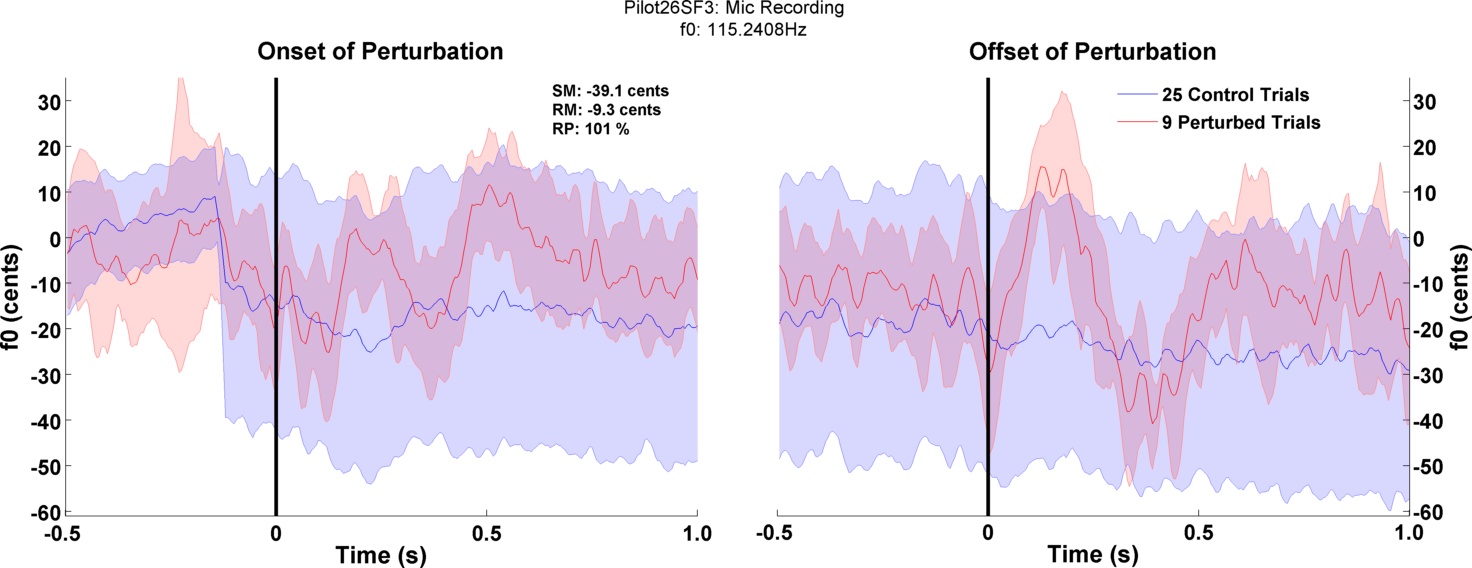 Pilot26SF3: Mic Recording
f0: 115.2408Hz
Onset of Perturbation
SM: -39.1 cents
RM: -9.3 cents
RP: 101 %
f0 (cents)
30
20
10
0
-10
-20
-30
-40
-50
-60
-0.5 0 0.5 1.0
Time (s)
Offset of Perturbation
25 Control Trials
9 Perturbed Trials
30
20
10
0
-10
-20
-30
-40
-50
-60
f0 (cents)
-0.5 0 0.5 1.0
Time (s)